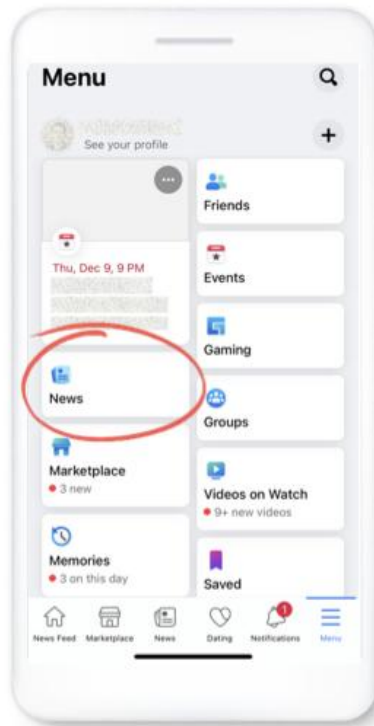 Menu
See your profile
Thu, Dec 9, 9 PM
Friends
Events
Gaming
News
Groups
Marketplace
3 new
Videos on Watch
9+ new videos
Memories
3 on this day
Saved
1
News Feed Marketplace News Dating Notifications Menu